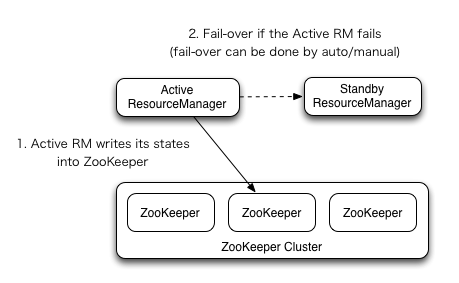 2. Fail-over if the Active RM fails
(fail-over can be done by auto/manual)
Active
ResourceManager
Standby
ResourceManager
1. Active RM writes its states
into ZooKeeper
ZooKeeper
ZooKeeper
ZooKeeper
ZooKeeper Cluster